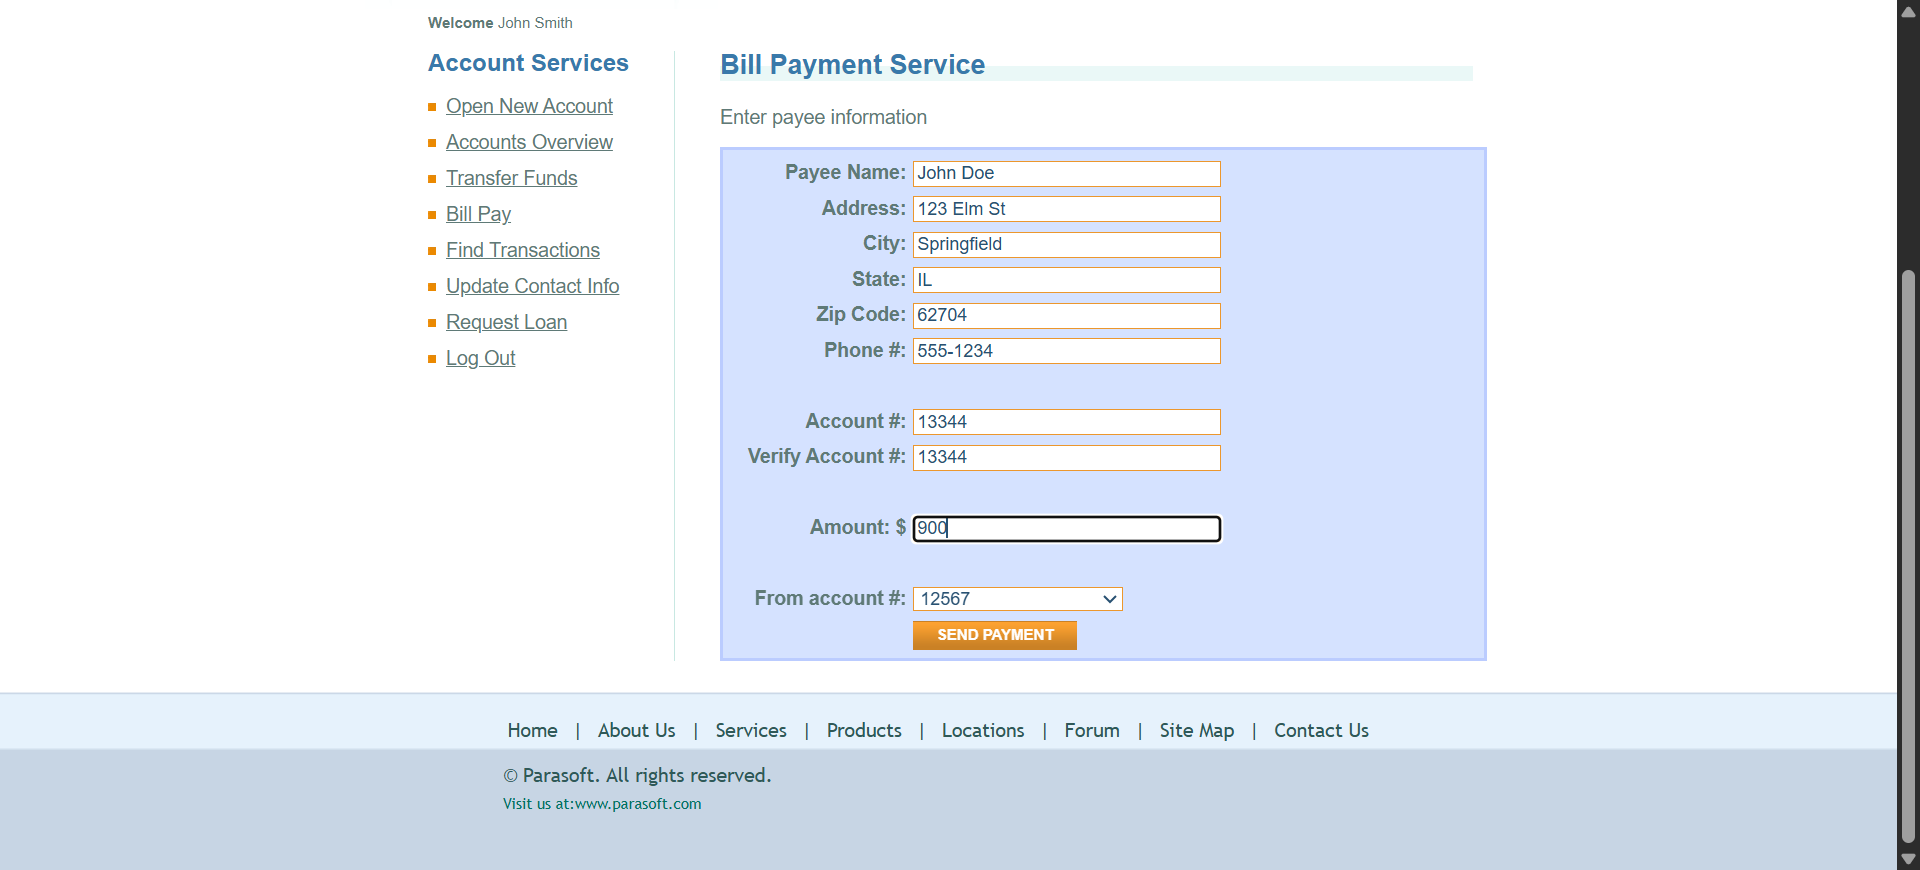 Welcome John Smith
Account Services
Open New Account
Accounts Overview
Transfer Funds
Bill Pay
Find Transactions
Update Contact Info
Request Loan
Log Out
Bill Payment Service
Enter payee information
Payee Name: John Doe
Address: 123 Elm St
City: Springfield
State: IL
Zip Code: 62704
Phone #: 555-1234
Account #: 13344
Verify Account #: 13344
Amount: $ 900
From account #: 12567
SEND PAYMENT
Home | About Us | Services | Products | Locations | Forum | Site Map | Contact Us
© Parasoft. All rights reserved.
Visit us at:www.parasoft.com